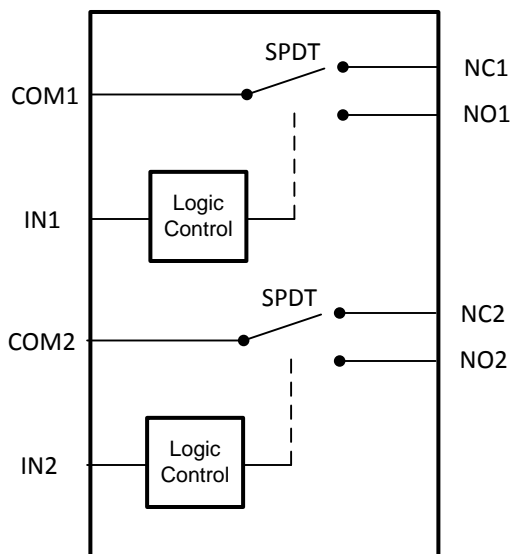 SPDT
NC1
COM1
NO1
IN1
Logic
Control
SPDT
NC2
COM2
NO2
IN2
Logic
Control